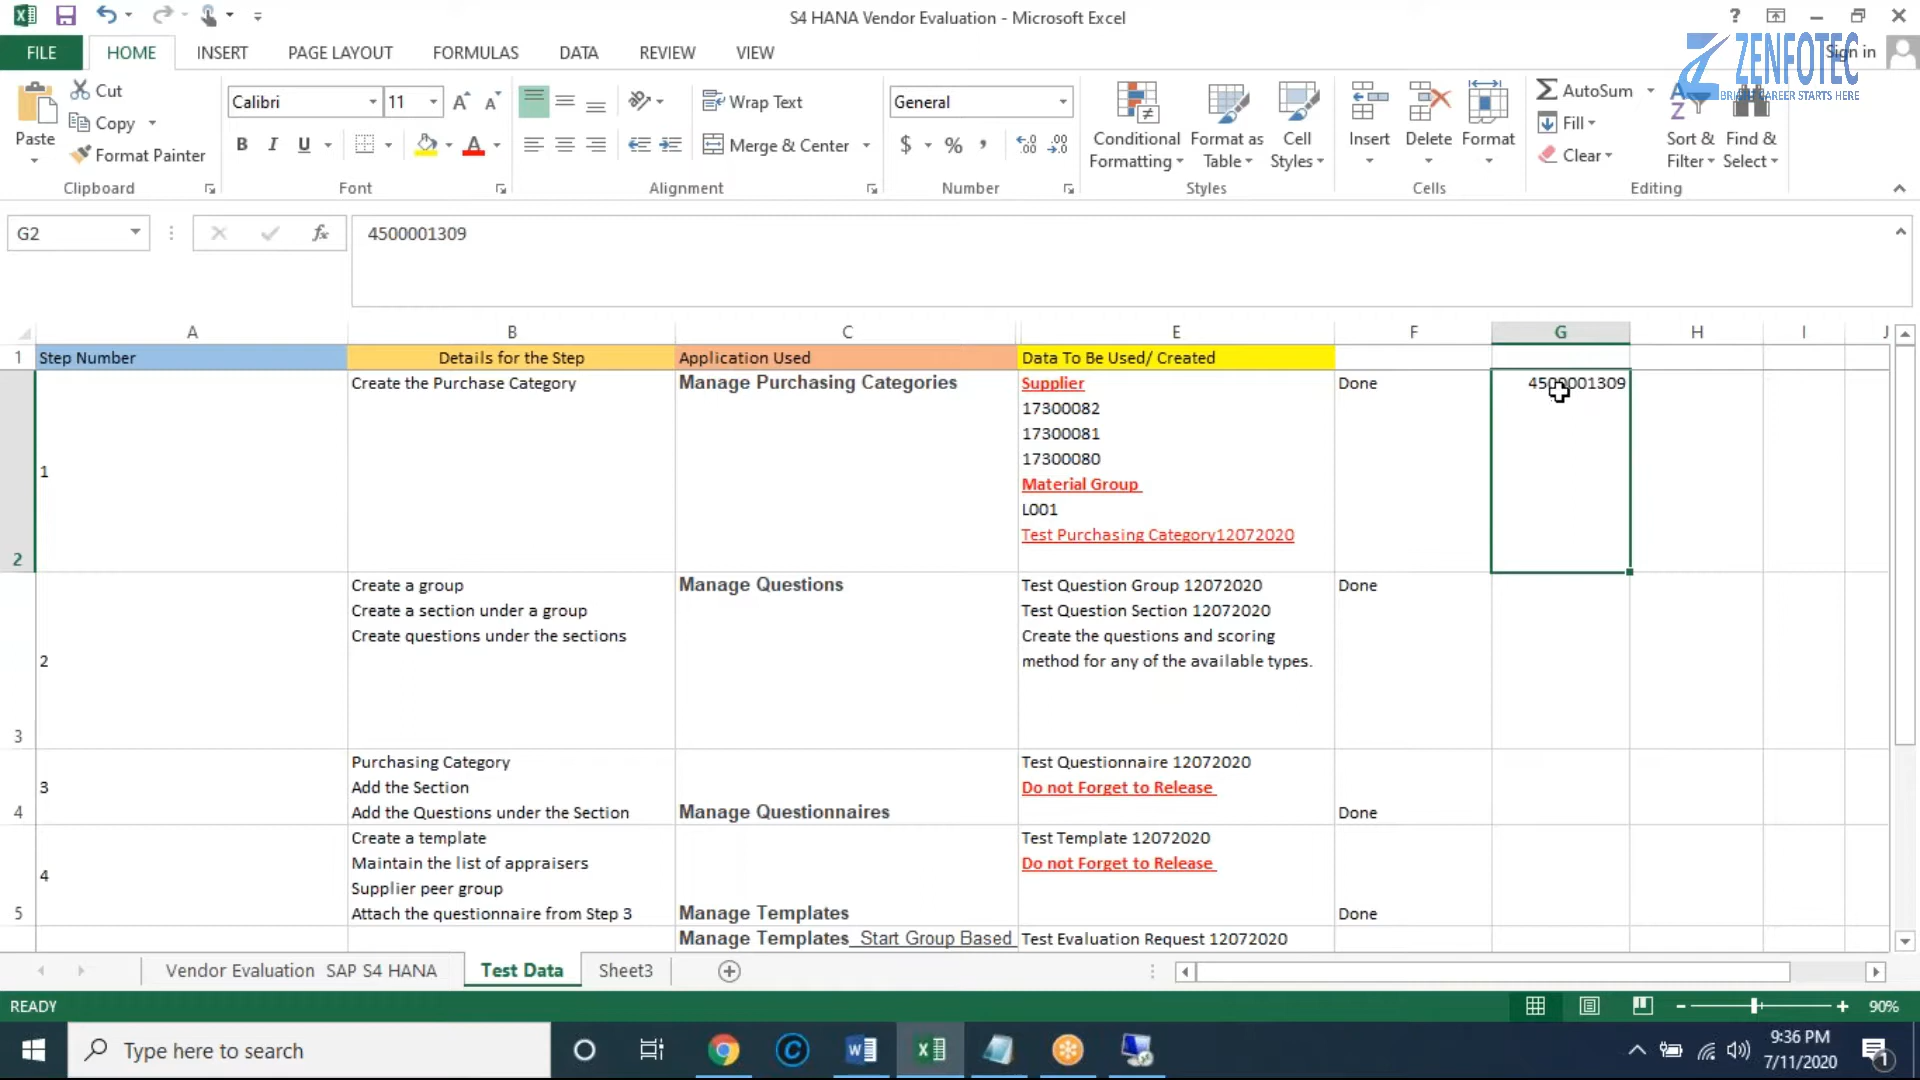 S4 HANA Vendor Evaluation - Microsoft Excel
?
FILE HOME INSERT PAGE LAYOUT FORMULAS DATA REVIEW VIEW
Sign in
ZENFOTEC
Cut
Copy
Format Painter
Paste
Clipboard
Calibri 11
B I U
Font
Wrap Text
Merge & Center
Alignment
General
$ % ,
Number
Conditional Formatting
Format as Table
Cell Styles
Styles
Insert
Delete
Format
Cells
AutoSum
Fill
Clear
Sort & Filter
Find & Select
Editing
G2
fx
4500001309
A B C E F G H I J
1 Step Number Details for the Step Application Used Data To Be Used/ Created
Create the Purchase Category Manage Purchasing Categories Supplier Done 4500001309
17300082
17300081
17300080
1
Material Group
L001
Test Purchasing Category12072020
2
Create a group Manage Questions Test Question Group 12072020 Done
Create a section under a group Test Question Section 12072020
Create questions under the sections Create the questions and scoring
2 method for any of the available types.
3
Purchasing Category Test Questionnaire 12072020
3 Add the Section Do not Forget to Release
4 Add the Questions under the Section Manage Questionnaires Done
Create a template Test Template 12072020
Maintain the list of appraisers Do not Forget to Release
4
Supplier peer group
5 Attach the questionnaire from Step 3 Manage Templates Done
Manage Templates Start Group Based Test Evaluation Request 12072020
Vendor Evaluation SAP S4 HANA Test Data Sheet3
READY
90%
Type here to search
9:36 PM
7/11/2020
1